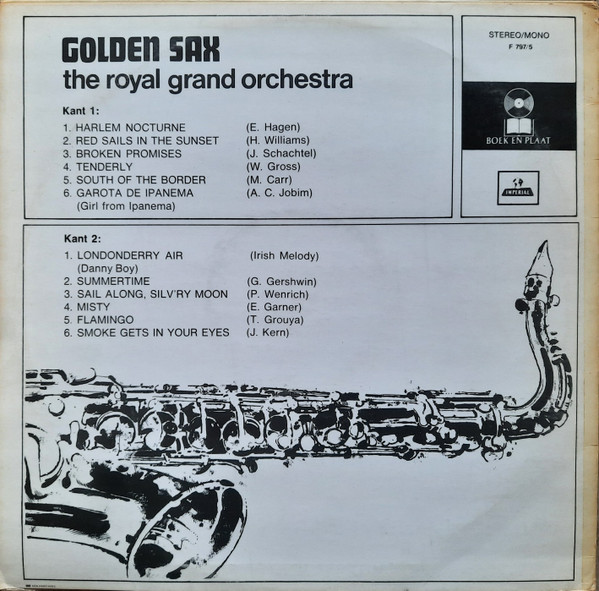 GOLDEN SAX
the royal grand orchestra
Kant 1:
1. HARLEM NOCTURNE (E. Hagen)
2. RED SAILS IN THE SUNSET (H. Williams)
3. BROKEN PROMISES (J. Schachtel)
4. TENDERLY (W. Gross)
5. SOUTH OF THE BORDER (M. Carr)
6. GAROTA DE IPANEMA (A. C. Jobim)
(Girl from Ipanema)
STEREO/MONO
F 797/5
BOEK EN PLAAT
IMPERIAL
Kant 2:
1. LONDONDERRY AIR (Irish Melody)
(Danny Boy)
2. SUMMERTIME (G. Gershwin)
3. SAIL ALONG, SILV'RY MOON (P. Wenrich)
4. MISTY (E. Garner)
5. FLAMINGO (T. Grouya)
6. SMOKE GETS IN YOUR EYES (J. Kern)